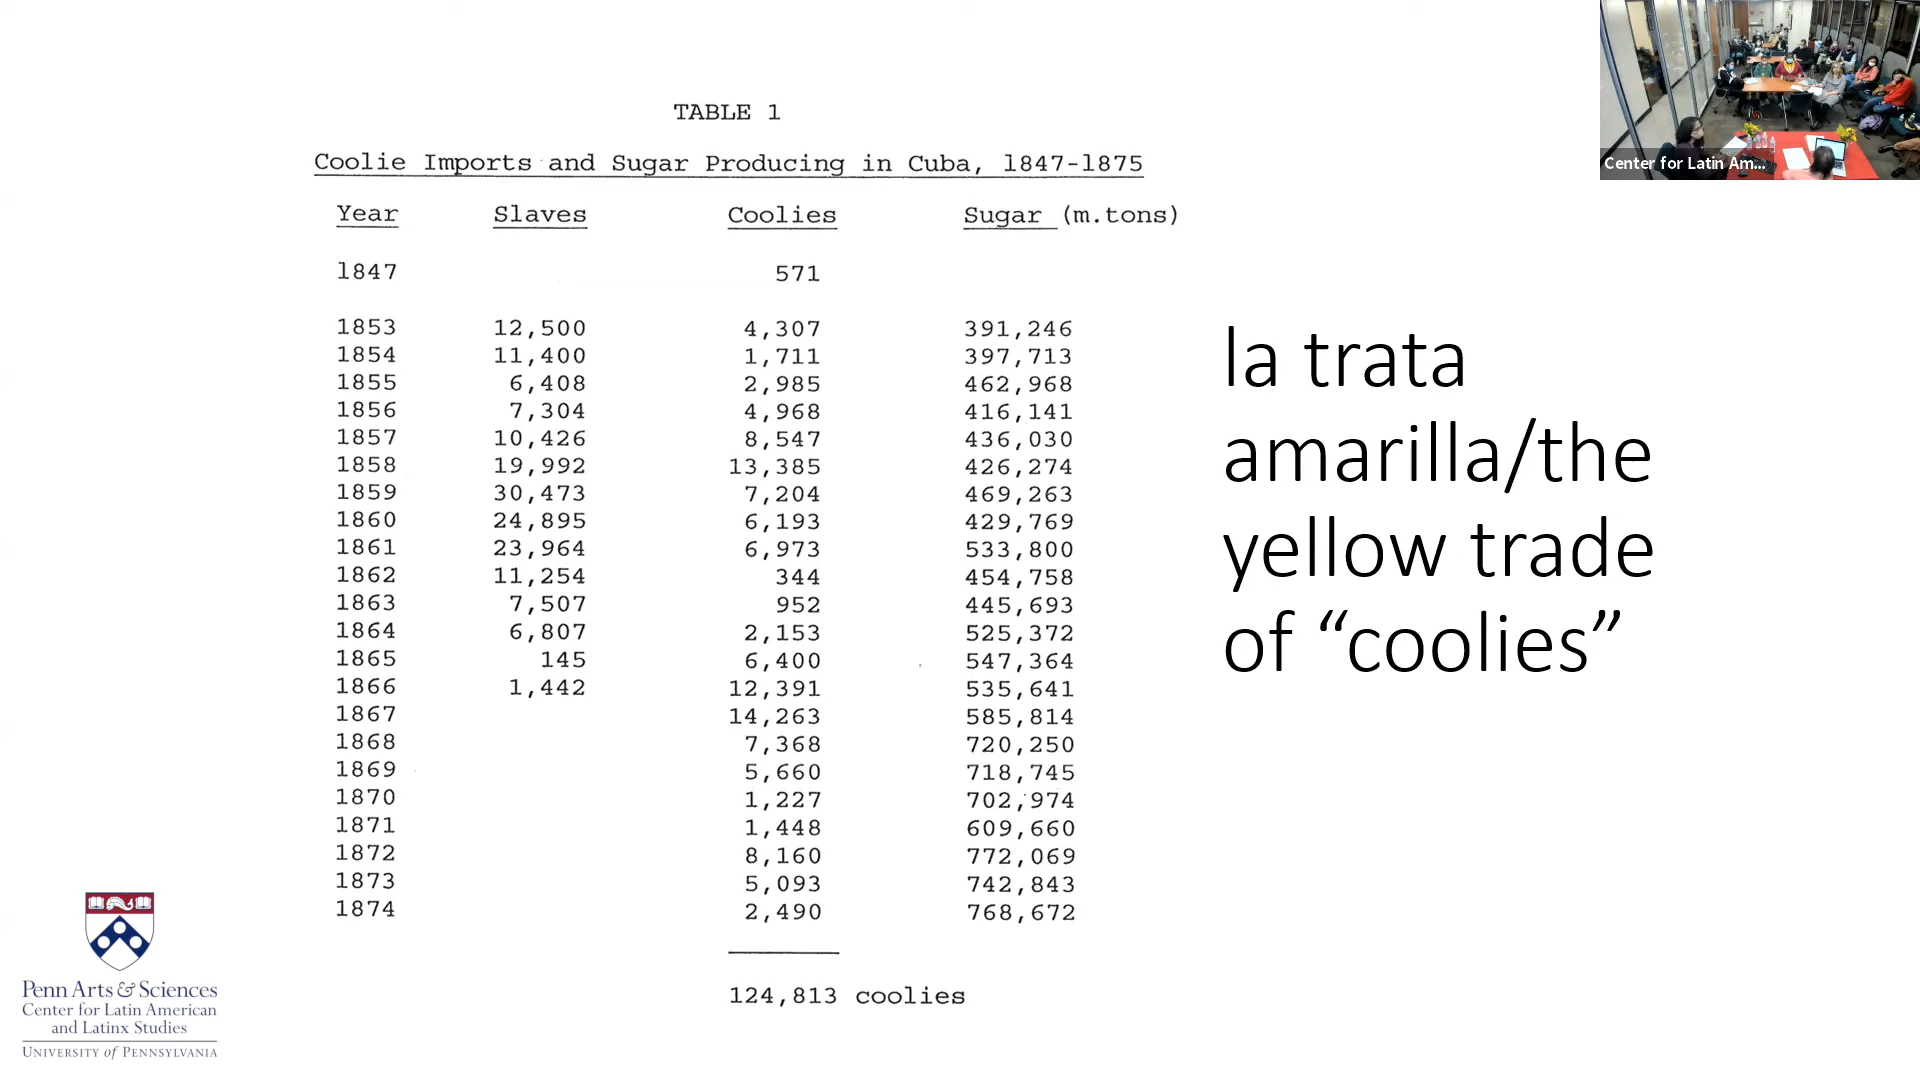 TABLE 1
Coolie Imports and Sugar Producing in Cuba, 1847-1875
Year Slaves Coolies Sugar (m.tons)
1847 571
1853 12,500 4,307 391,246
1854 11,400 1,711 397,713
1855 6,408 2,985 462,968
1856 7,304 4,968 416,141
1857 10,426 8,547 436,030
1858 19,992 13,385 426,274
1859 30,473 7,204 469,263
1860 24,895 6,193 429,769
1861 23,964 6,973 533,800
1862 11,254 344 454,758
1863 7,507 952 445,693
1864 6,807 2,153 525,372
1865 145 6,400 547,364
1866 1,442 12,391 535,641
1867 14,263 585,814
1868 7,368 720,250
1869 5,660 718,745
1870 1,227 702,974
1871 1,448 609,660
1872 8,160 772,069
1873 5,093 742,843
1874 2,490 768,672
124,813 coolies
la trata
amarilla/the
yellow trade
of “coolies”
Center for Latin Am...
Penn Arts & Sciences
Center for Latin American
and Latinx Studies
UNIVERSITY of PENNSYLVANIA